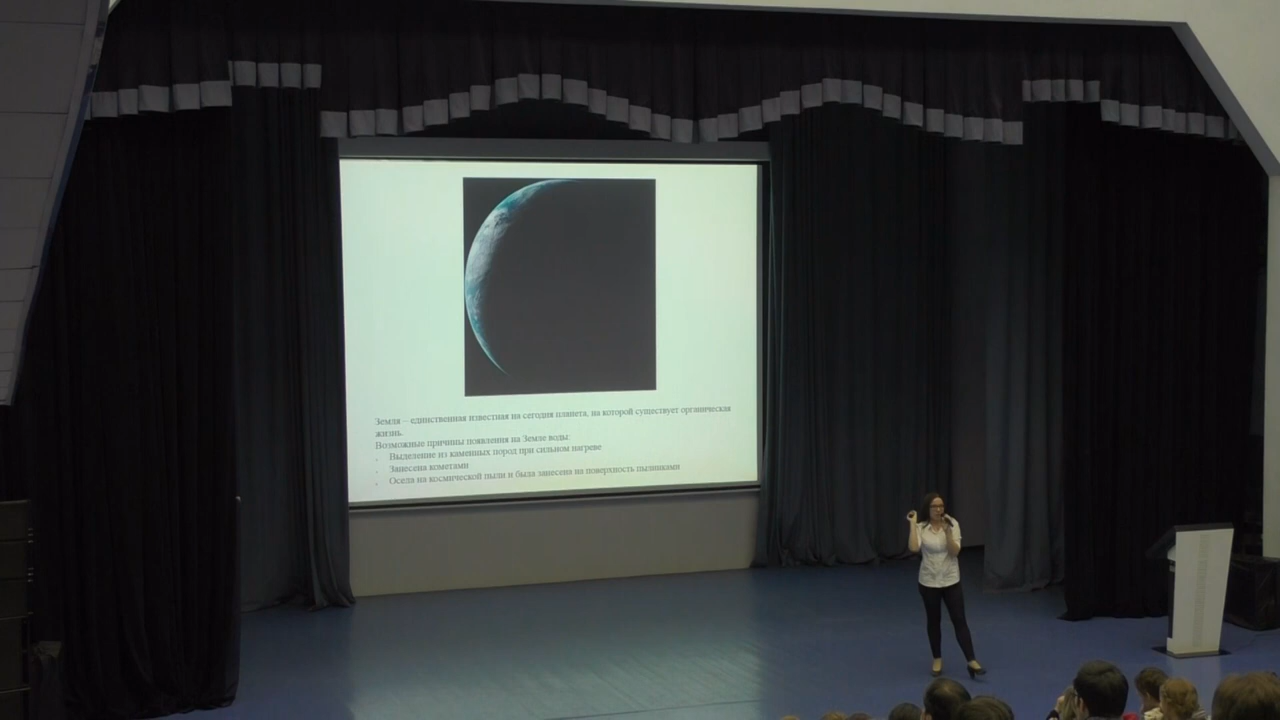 Земля – единственная известная на сегодня планета, на которой существует органическая
жизнь.
Возможные причины появления на Земле воды:
· Выделение из каменных пород при сильном нагреве
· Занесена кометами
· Осела на космической пыли и была занесена на поверхность пылинками